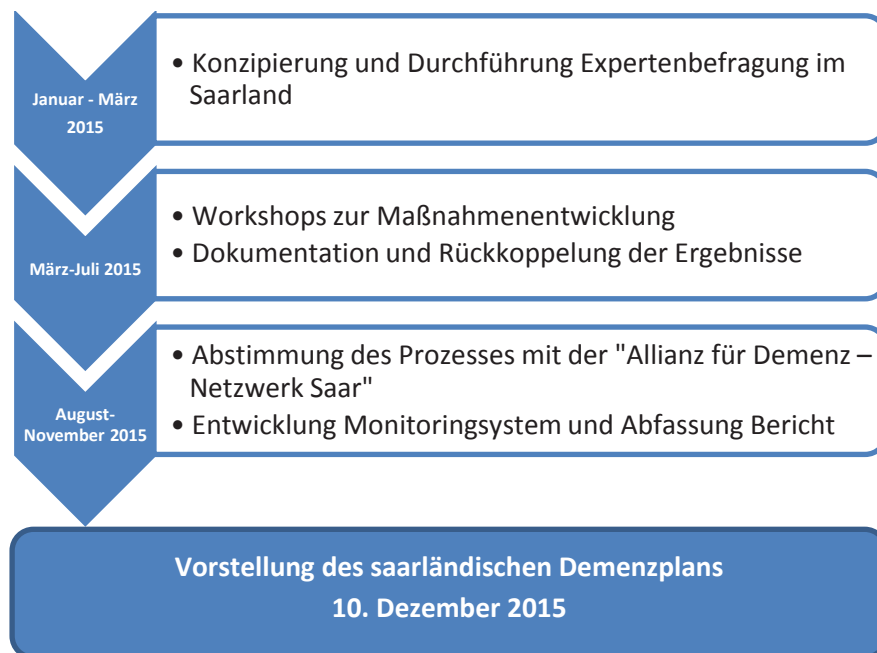 Januar - März
2015
• Konzipierung und Durchführung Expertenbefragung im
Saarland
März-Juli 2015
• Workshops zur Maßnahmenentwicklung
• Dokumentation und Rückkoppelung der Ergebnisse
August-
November 2015
• Abstimmung des Prozesses mit der "Allianz für Demenz –
Netzwerk Saar"
• Entwicklung Monitoringsystem und Abfassung Bericht
Vorstellung des saarländischen Demenzplans
10. Dezember 2015